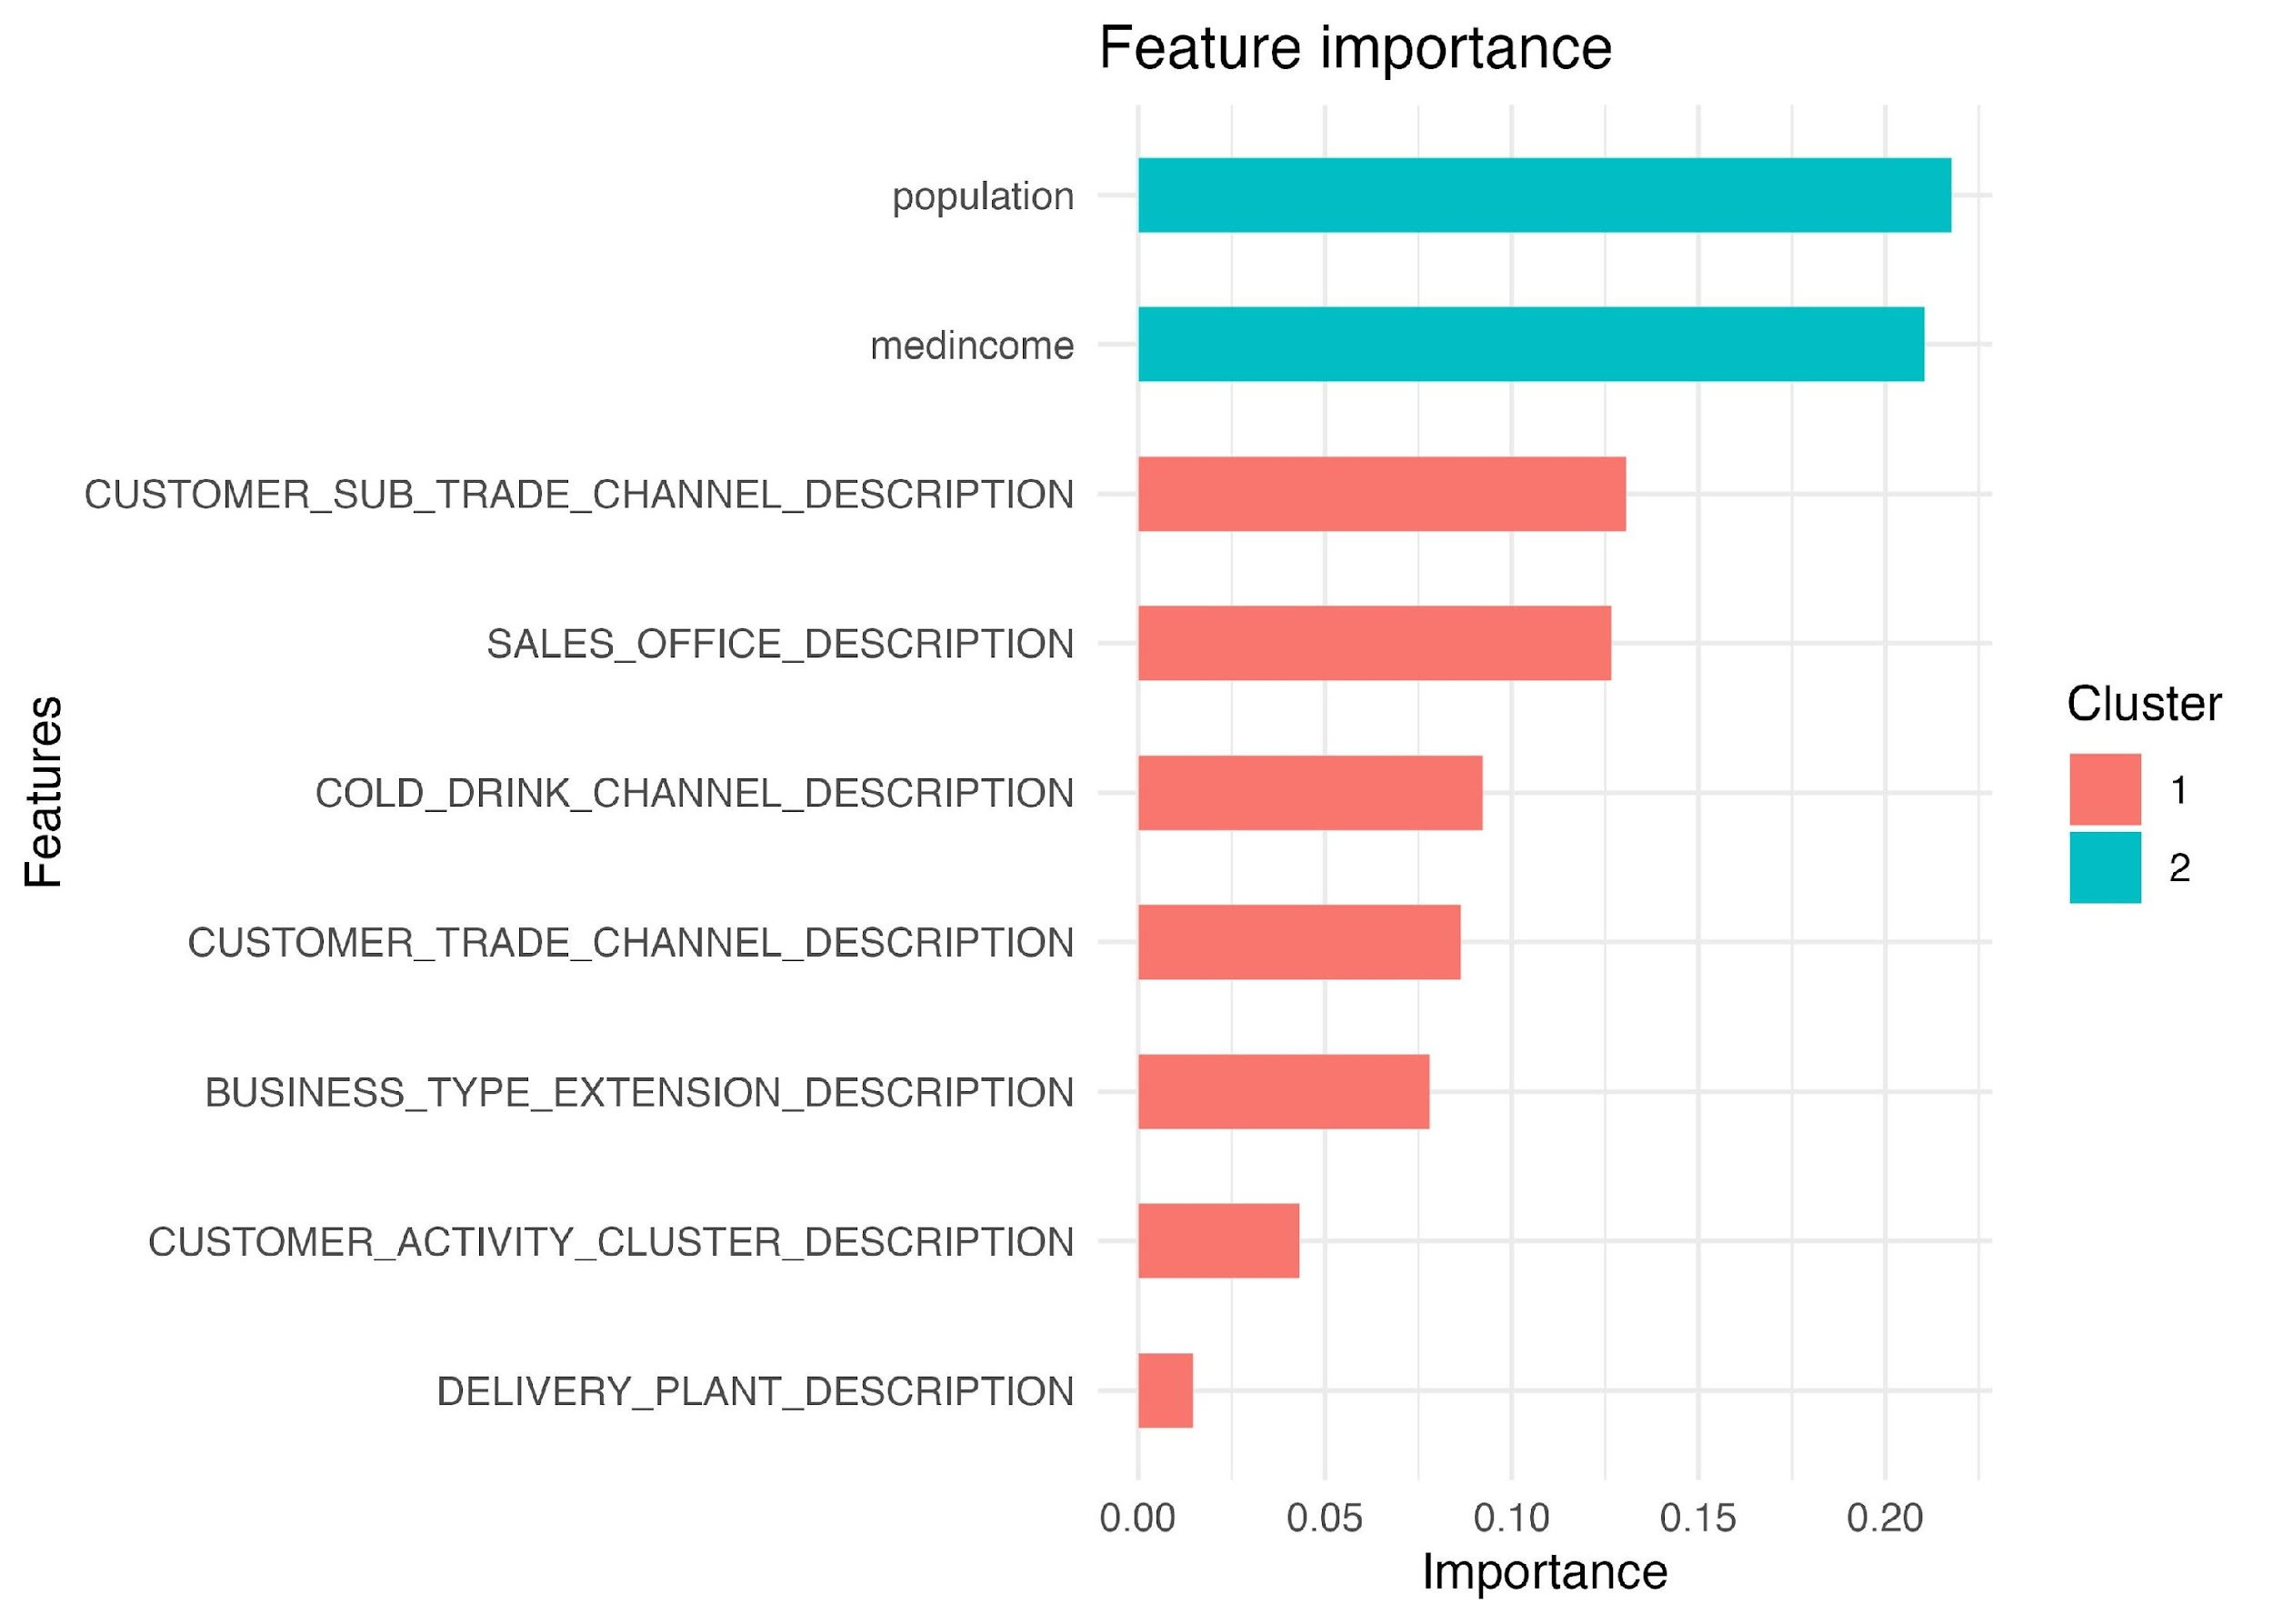 Feature importance
population
medincome
CUSTOMER_SUB_TRADE_CHANNEL_DESCRIPTION
SALES_OFFICE_DESCRIPTION
COLD_DRINK_CHANNEL_DESCRIPTION
CUSTOMER_TRADE_CHANNEL_DESCRIPTION
BUSINESS_TYPE_EXTENSION_DESCRIPTION
CUSTOMER_ACTIVITY_CLUSTER_DESCRIPTION
DELIVERY_PLANT_DESCRIPTION
Features
0.00 0.05 0.10 0.15 0.20
Importance
Cluster
1
2